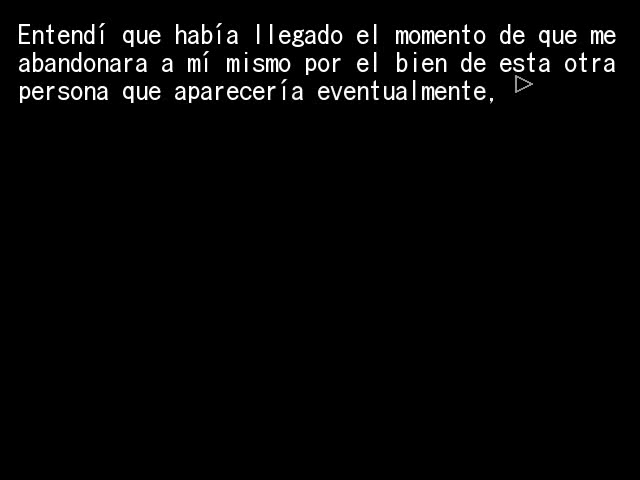 Entendí que había llegado el momento de que me
abandonara a mí mismo por el bien de esta otra
persona que aparecería eventualmente,